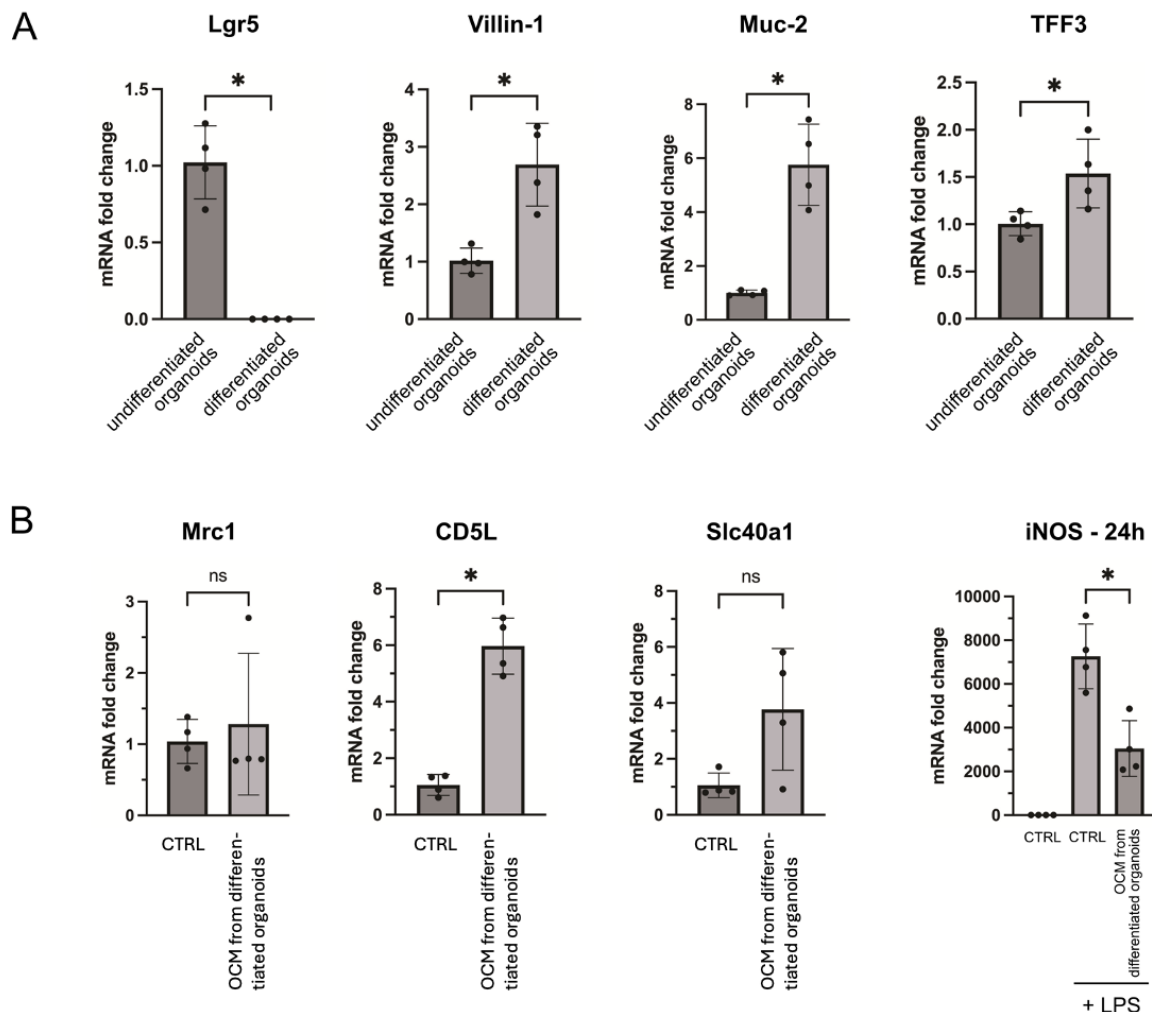 A
Lgr5
mRNA fold change
1.5
1.0
0.5
0.0
*
undifferentiated
organoids
differentiated
organoids
Villin-1
mRNA fold change
4
3
2
1
0
*
undifferentiated
organoids
differentiated
organoids
Muc-2
mRNA fold change
8
6
4
2
0
*
undifferentiated
organoids
differentiated
organoids
TFF3
mRNA fold change
2.5
2.0
1.5
1.0
0.5
0.0
*
undifferentiated
organoids
differentiated
organoids
B
Mrc1
mRNA fold change
3
2
1
0
ns
CTRL
OCM from differen-
tiated organoids
CD5L
mRNA fold change
8
6
4
2
0
*
CTRL
OCM from differen-
tiated organoids
Slc40a1
mRNA fold change
8
6
4
2
0
ns
CTRL
OCM from differen-
tiated organoids
iNOS - 24h
mRNA fold change
10000
8000
6000
4000
2000
0
*
CTRL
CTRL
OCM from
differentiated organoids
+ LPS